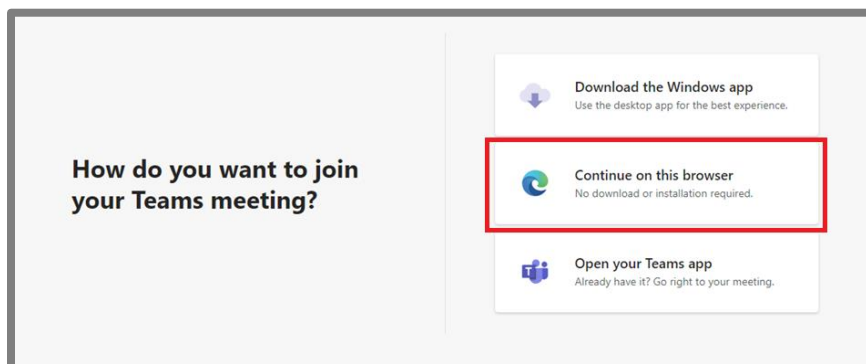 How do you want to join
your Teams meeting?
Download the Windows app
Use the desktop app for the best experience.
Continue on this browser
No download or installation required.
Open your Teams app
Already have it? Go right to your meeting.